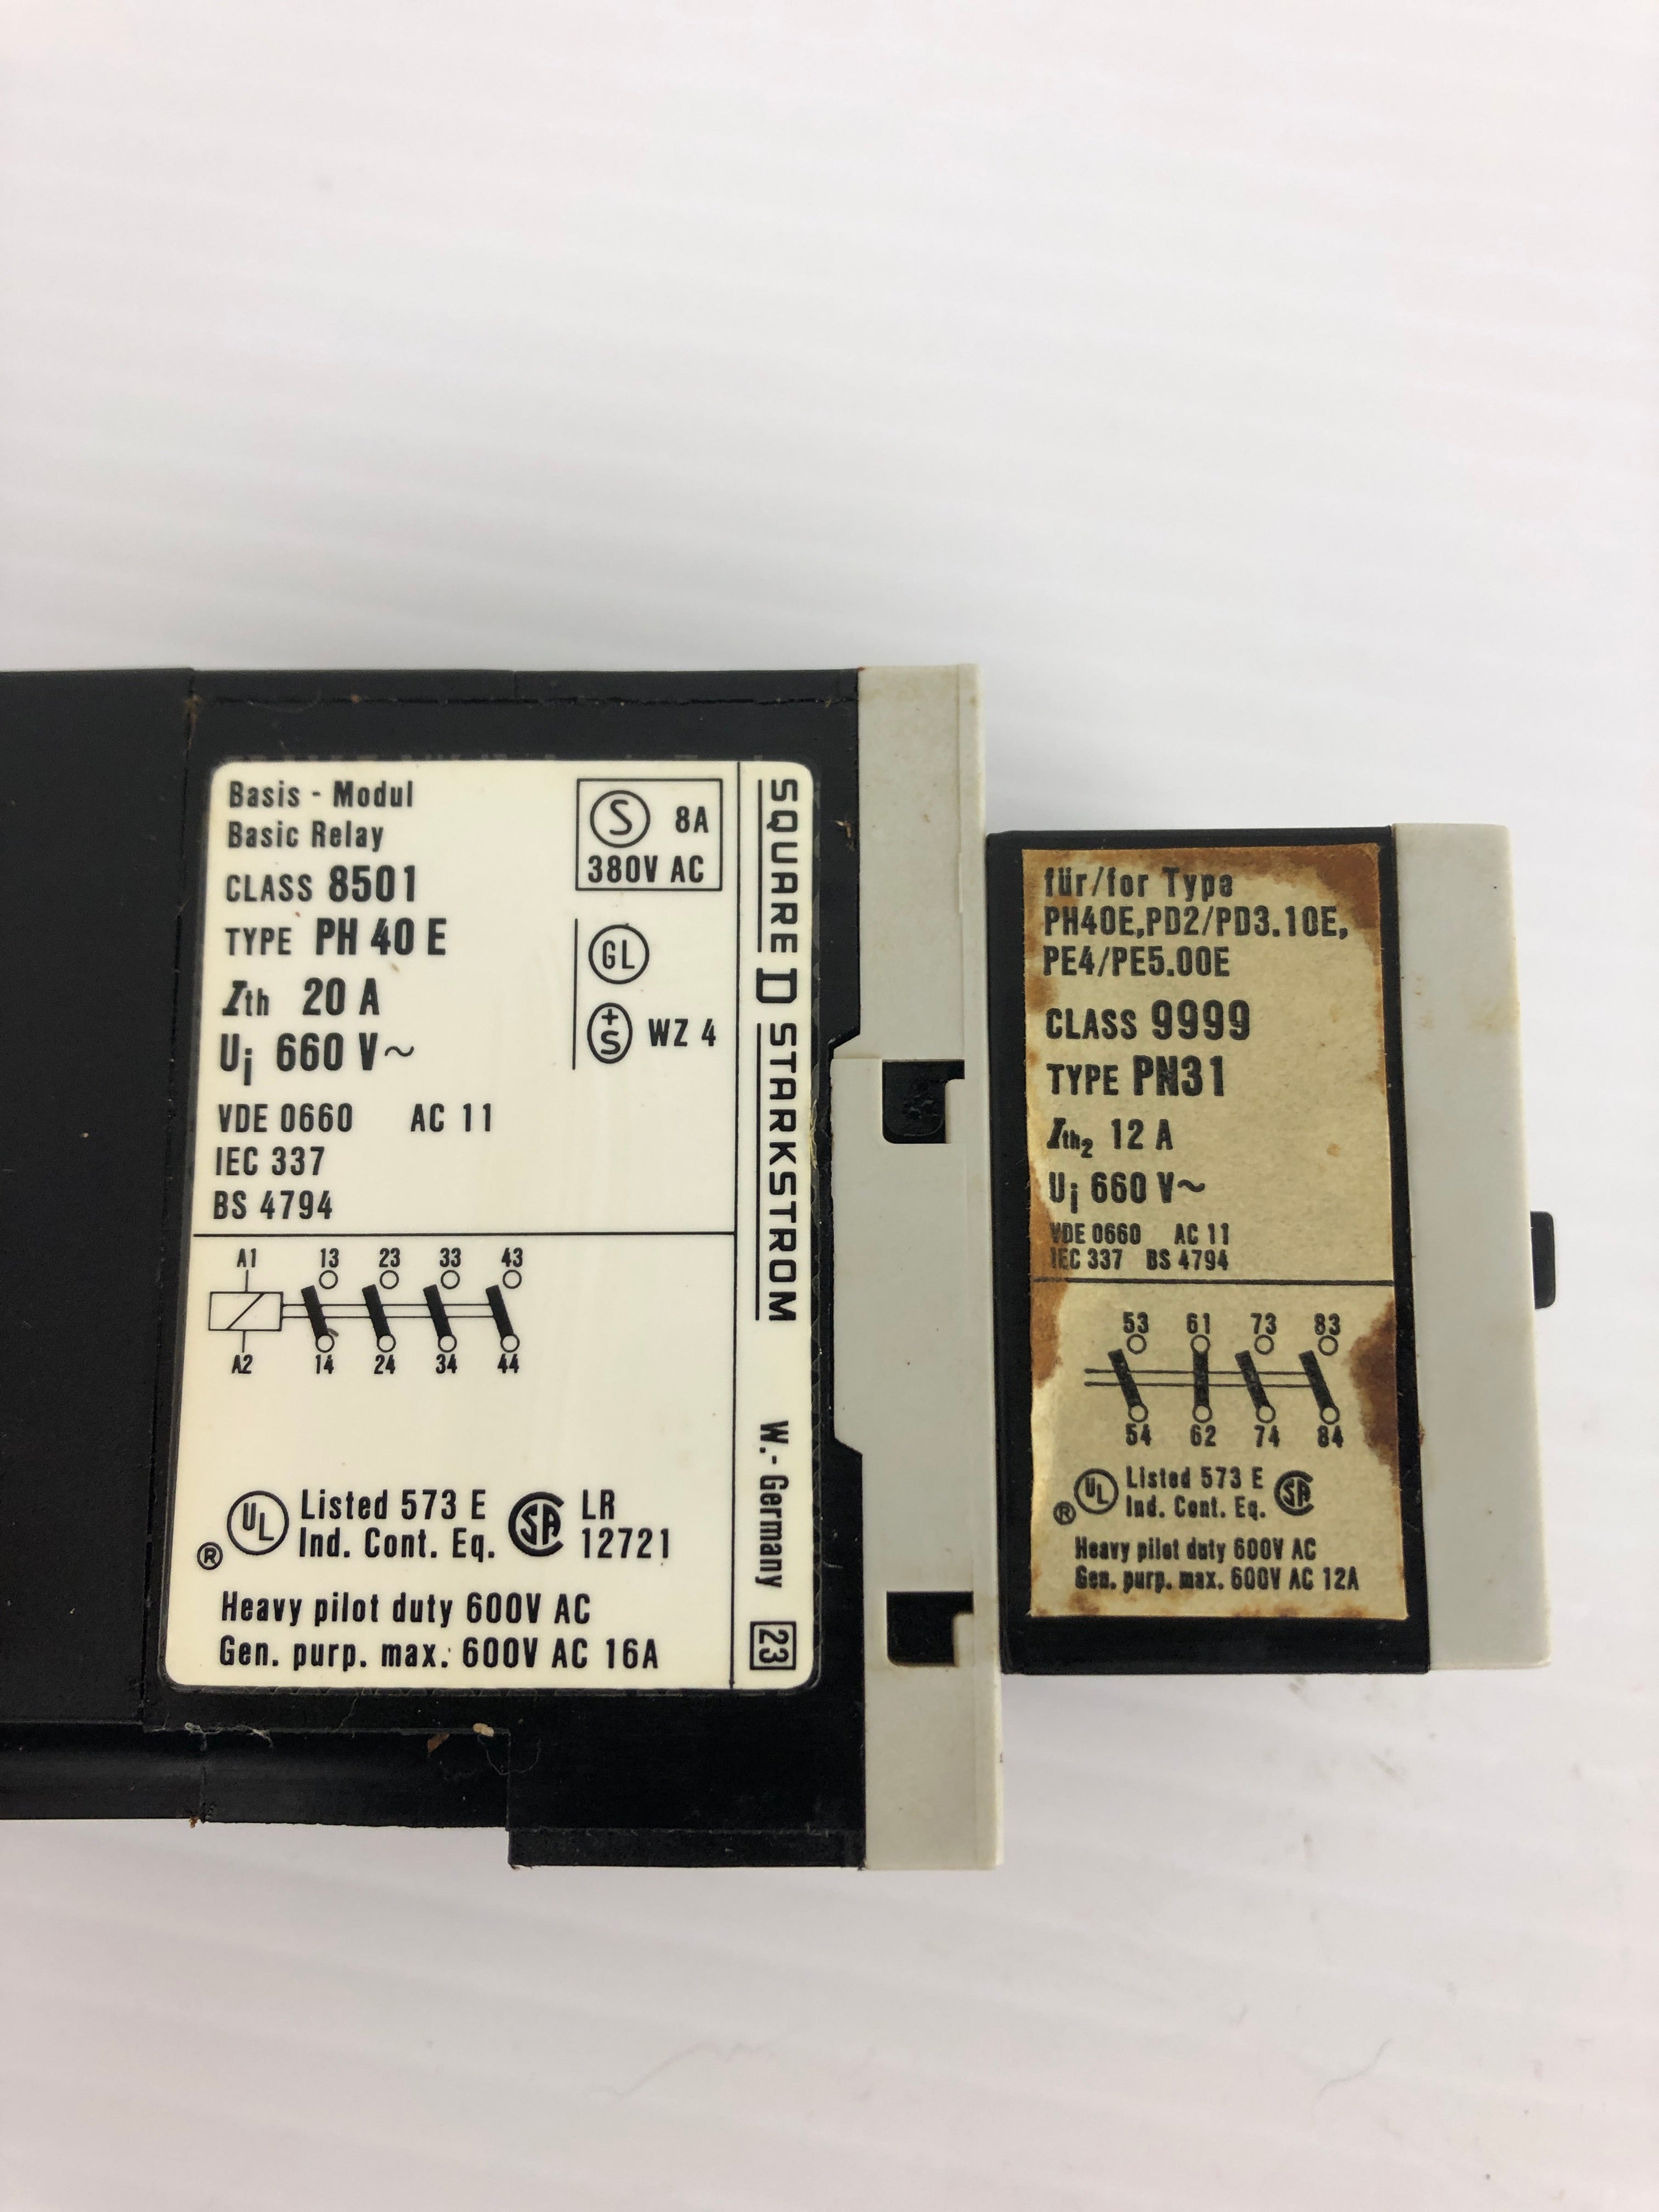 Basis - Modul
Basic Relay
CLASS 8501
TYPE PH 40 E
Ith 20 A
Ui 660 V~
VDE 0660 AC 11
IEC 337
BS 4794
S 8A
380V AC
GL
+S WZ 4
A1 13 23 33 43
A2 14 24 34 44
UL Listed 573 E SA LR
® Ind. Cont. Eq. 12721
Heavy pilot duty 600V AC
Gen. purp. max. 600V AC 16A
SQUARE D STARKSTROM W.-Germany 23
für/for Type
PH40E,PD2/PD3.10E,
PE4/PE5.00E
CLASS 9999
TYPE PN31
Ith2 12 A
Ui 660 V~
VDE 0660 AC 11
IEC 337 BS 4794
53 61 73 83
54 62 74 84
UL Listed 573 E SA
® Ind. Cont. Eq.
Heavy pilot duty 600V AC
Gen. purp. max. 600V AC 12A